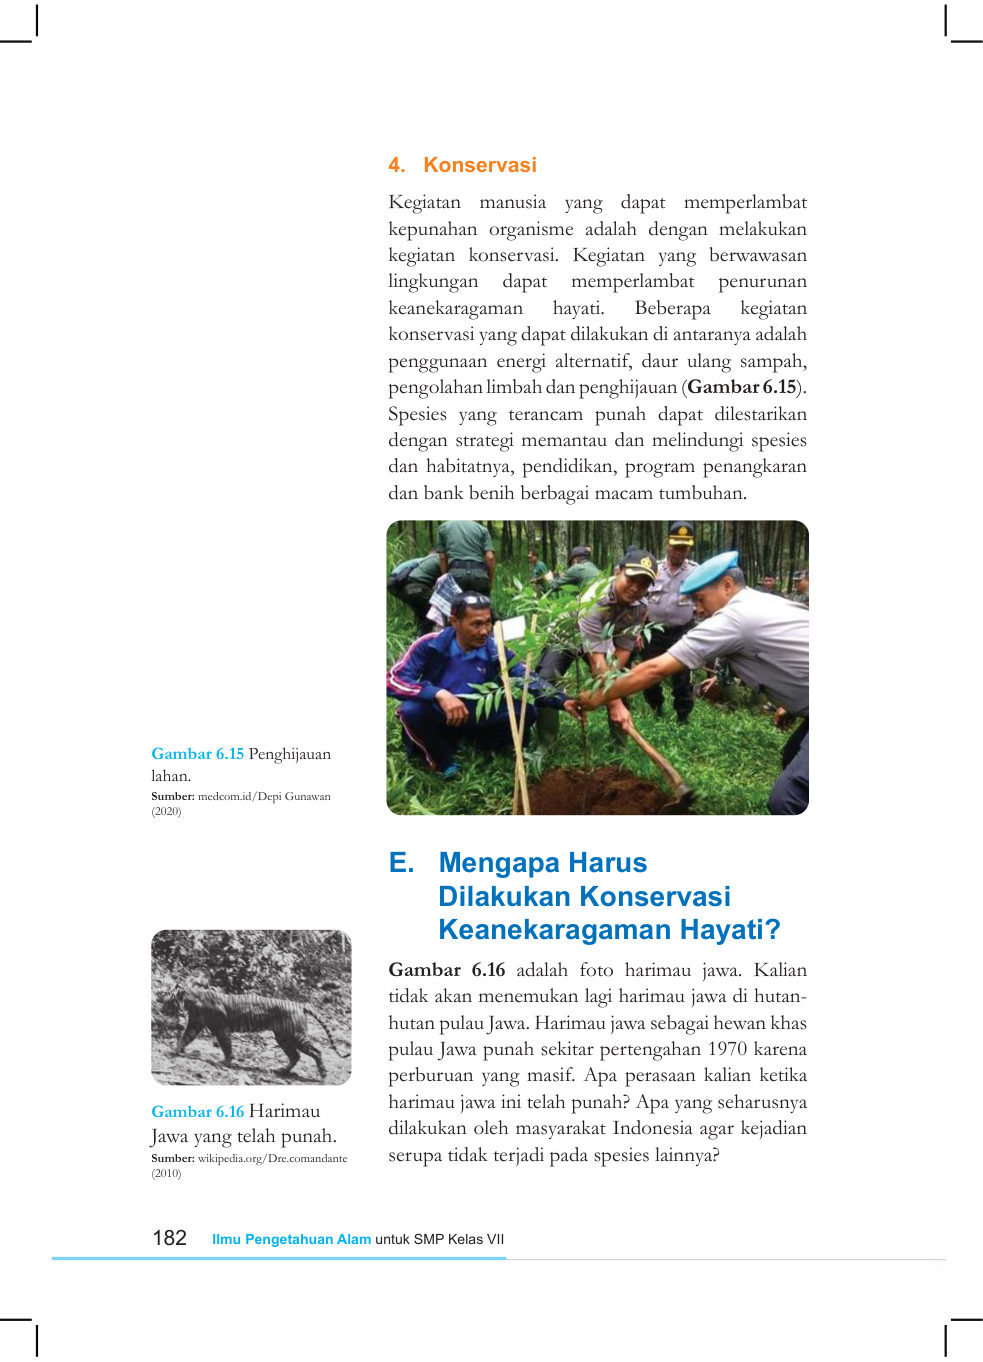 4. Konservasi
Kegiatan manusia yang dapat memperlambat
kepunahan organisme adalah dengan melakukan
kegiatan konservasi. Kegiatan yang berwawasan
lingkungan dapat memperlambat penurunan
keanekaragaman hayati. Beberapa kegiatan
konservasi yang dapat dilakukan di antaranya adalah
penggunaan energi alternatif, daur ulang sampah,
pengolahan limbah dan penghijauan (Gambar 6.15).
Spesies yang terancam punah dapat dilestarikan
dengan strategi memantau dan melindungi spesies
dan habitatnya, pendidikan, program penangkaran
dan bank benih berbagai macam tumbuhan.
Gambar 6.15 Penghijauan
lahan.
Sumber: medcom.id/Depi Gunawan
(2020)
E. Mengapa Harus
Dilakukan Konservasi
Keanekaragaman Hayati?
Gambar 6.16 adalah foto harimau jawa. Kalian
tidak akan menemukan lagi harimau jawa di hutan-
hutan pulau Jawa. Harimau jawa sebagai hewan khas
pulau Jawa punah sekitar pertengahan 1970 karena
perburuan yang masif. Apa perasaan kalian ketika
harimau jawa ini telah punah? Apa yang seharusnya
dilakukan oleh masyarakat Indonesia agar kejadian
serupa tidak terjadi pada spesies lainnya?
Gambar 6.16 Harimau
Jawa yang telah punah.
Sumber: wikipedia.org/Dre.comandante
(2010)
182 Ilmu Pengetahuan Alam untuk SMP Kelas VII